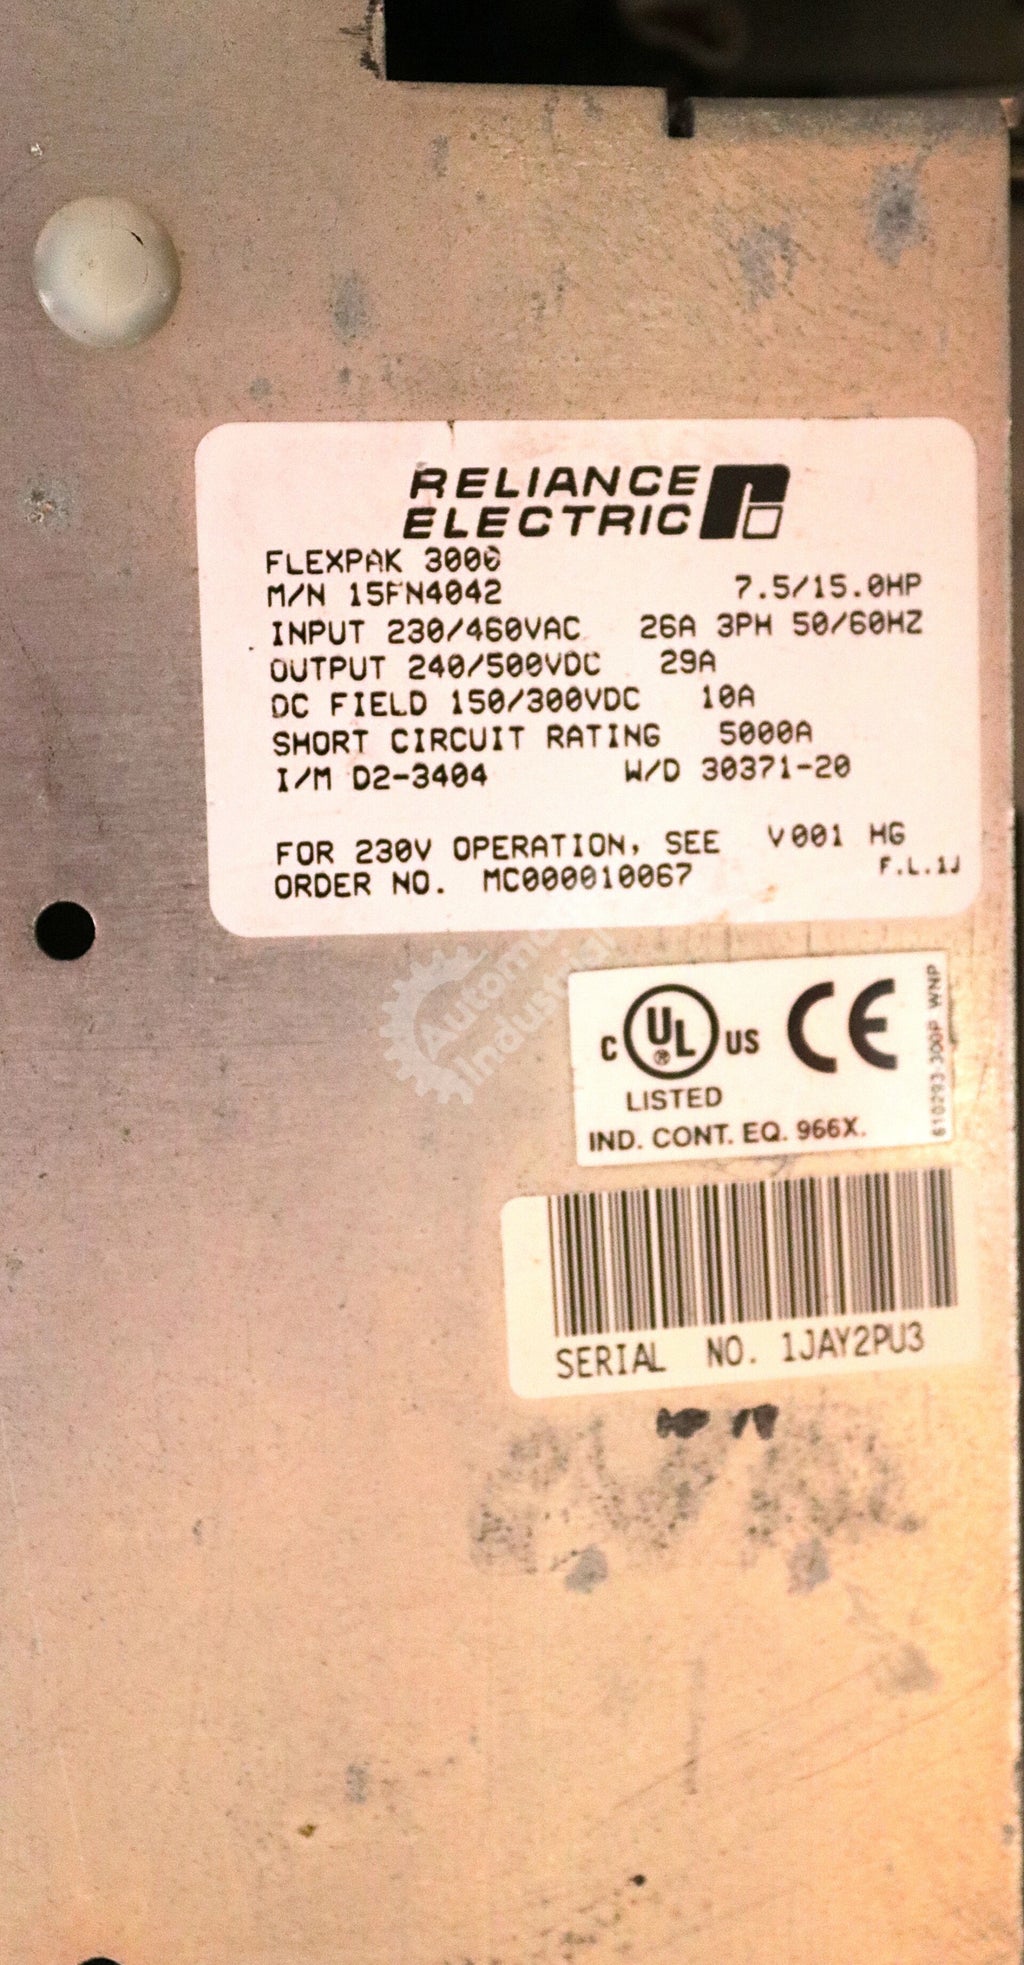 RELIANCE
ELECTRIC
FLEXPAK 3000
M/N 15FN4042 7.5/15.0HP
INPUT 230/460VAC 26A 3PH 50/60HZ
OUTPUT 240/500VDC 29A
DC FIELD 150/300VDC 10A
SHORT CIRCUIT RATING 5000A
I/M D2-3404 W/D 30371-20
FOR 230V OPERATION, SEE V001 HG
ORDER NO. MC000010067 F.L.1J
Industrial
C UL ® US CE
LISTED
IND. CONT. EQ. 966X.
SERIAL NO. 1JAY2PU3